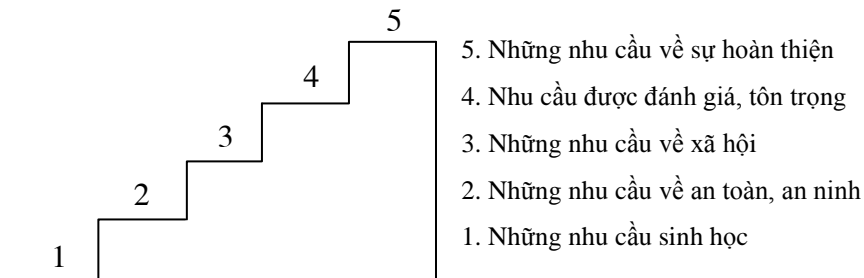 5
4
3
2
1
5. Những nhu cầu về sự hoàn thiện
4. Nhu cầu được đánh giá, tôn trọng
3. Những nhu cầu về xã hội
2. Những nhu cầu về an toàn, an ninh
1. Những nhu cầu sinh học